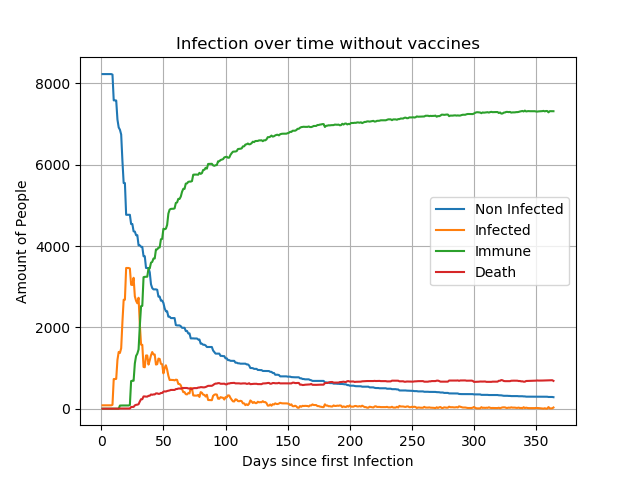 Infection over time without vaccines
Amount of People
8000
6000
4000
2000
0
Non Infected
Infected
Immune
Death
0 50 100 150 200 250 300 350
Days since first Infection